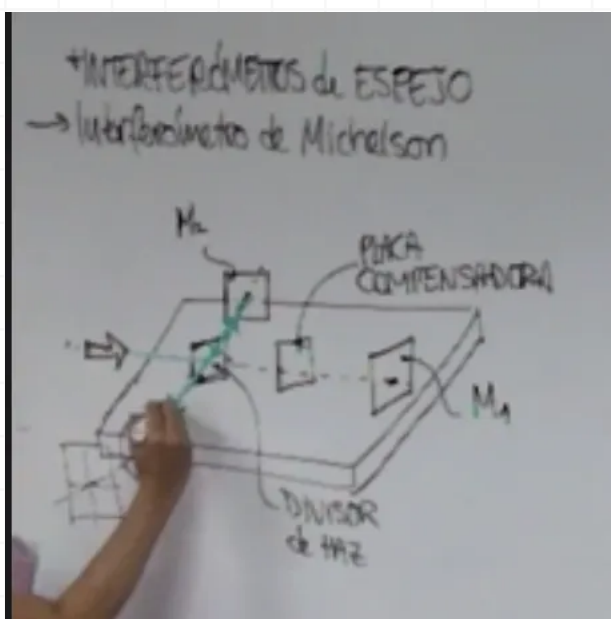 *INTERFERÓMETROS de ESPEJO
→ Interferómetro de Michelson
M₂
PLACA
COMPENSADORA
M₁
DIVISOR
de HAZ